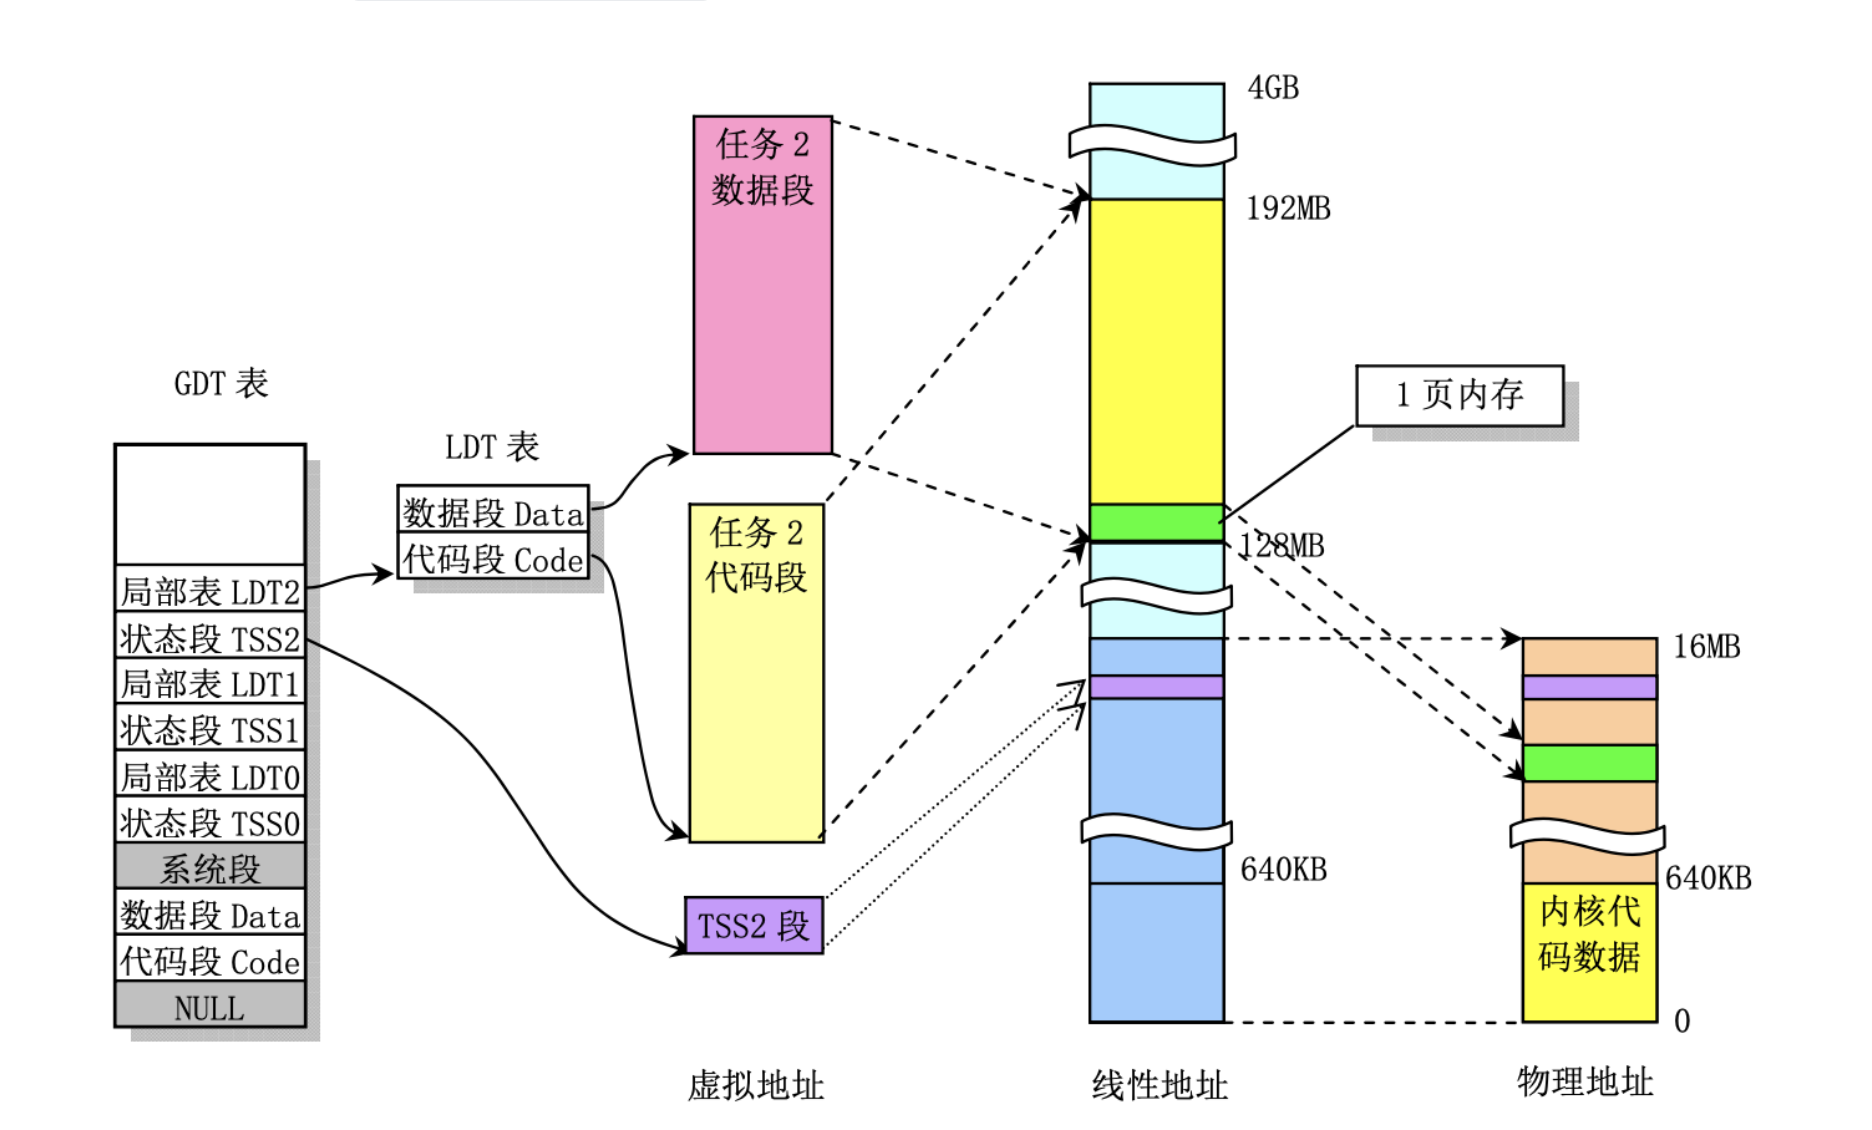 GDT 表
局部表 LDT2
状态段 TSS2
局部表 LDT1
状态段 TSS1
局部表 LDT0
状态段 TSS0
系统段
数据段 Data
代码段 Code
NULL
LDT 表
数据段 Data
代码段 Code
任务 2
数据段
任务 2
代码段
TSS2 段
虚拟地址
4GB
192MB
128MB
640KB
线性地址
1 页内存
16MB
640KB
内核代
码数据
0
物理地址